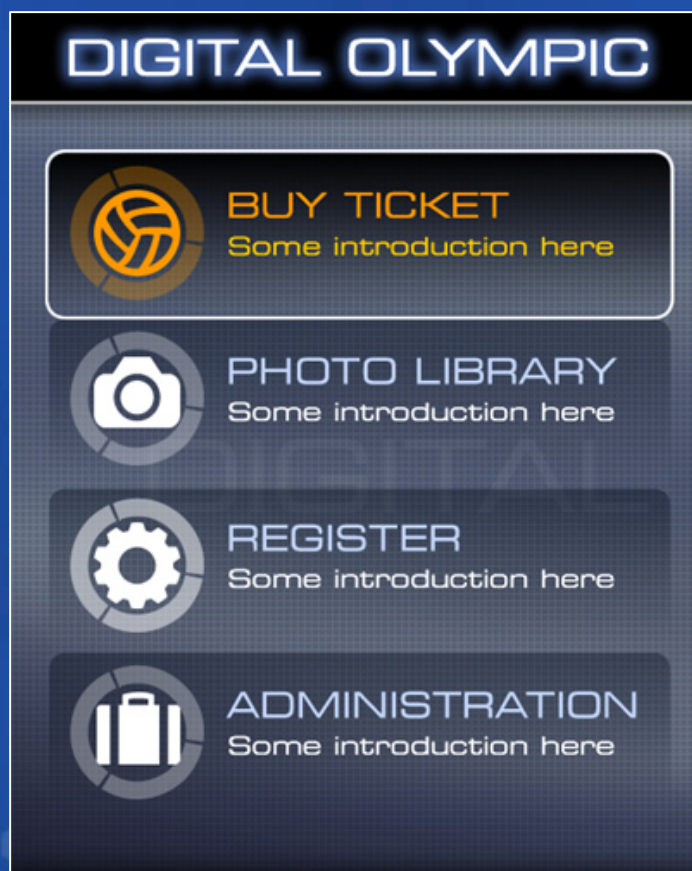 DIGITAL OLYMPIC
BUY TICKET
Some introduction here
PHOTO LIBRARY
Some introduction here
DIGITAL
REGISTER
Some introduction here
ADMINISTRATION
Some introduction here